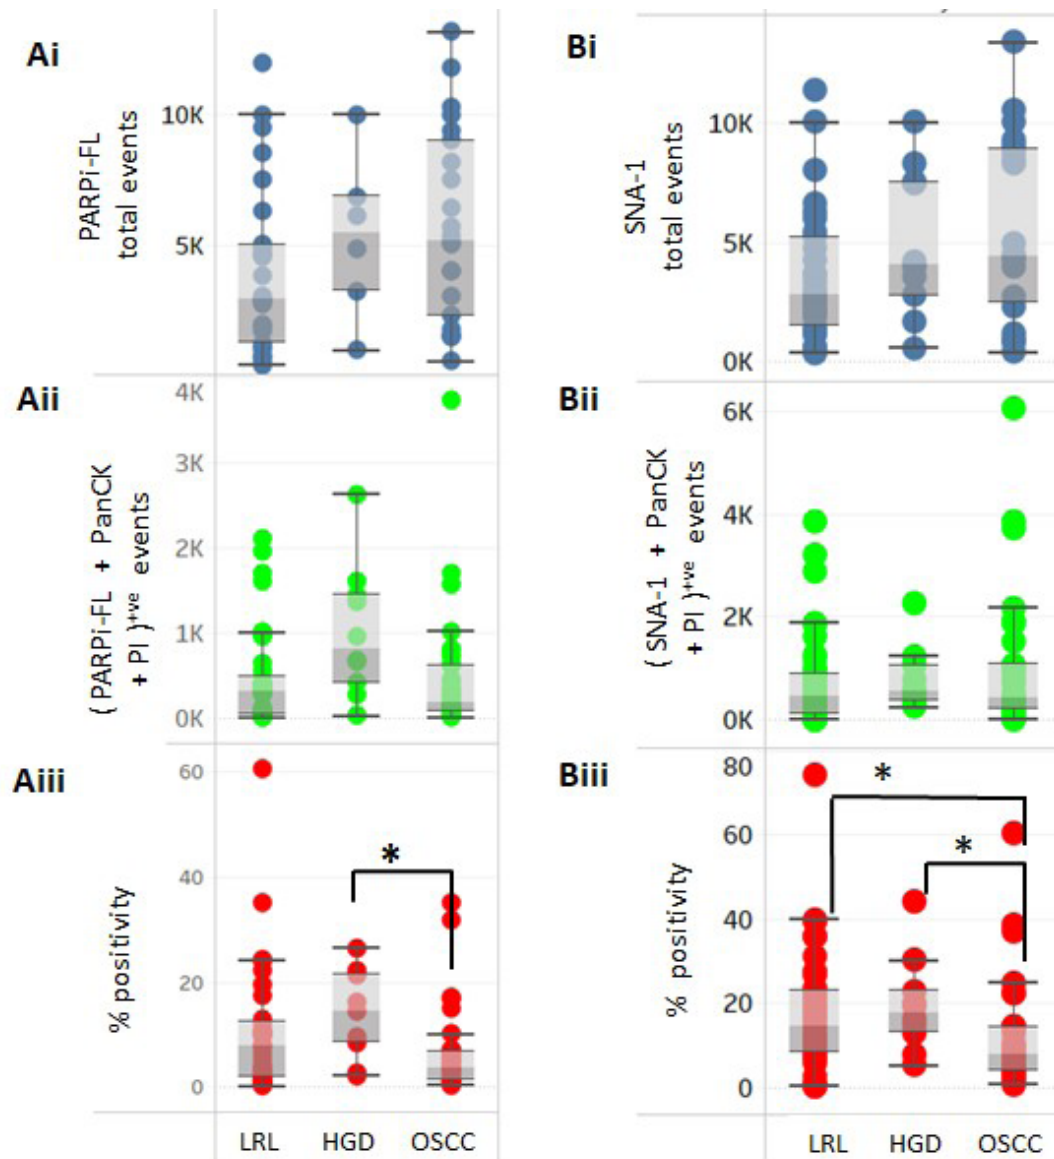 Ai
PARPi-FL
total events
10K
5K
Bi
SNA-1
total events
10K
5K
0K
Aii
( PARPi-FL + PanCK
+ PI )+ve events
4K
3K
2K
1K
0K
Bii
( SNA-1 + PanCK
+ PI )+ve events
6K
4K
2K
0K
Aiii
% positivity
60
40
20
0
*
LRL HGD OSCC
Biii
% positivity
80
60
40
20
0
*
*
LRL HGD OSCC